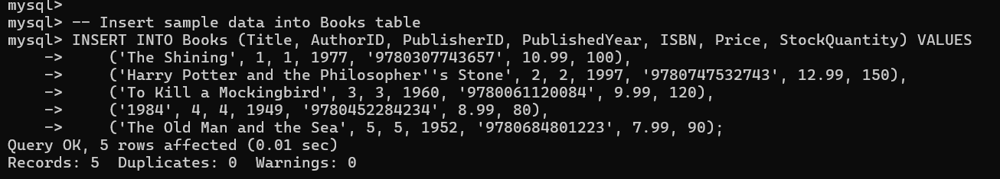 mysql>
mysql> -- Insert sample data into Books table
mysql> INSERT INTO Books (Title, AuthorID, PublisherID, PublishedYear, ISBN, Price, StockQuantity) VALUES
    ->     ('The Shining', 1, 1, 1977, '9780307743657', 10.99, 100),
    ->     ('Harry Potter and the Philosopher''s Stone', 2, 2, 1997, '9780747532743', 12.99, 150),
    ->     ('To Kill a Mockingbird', 3, 3, 1960, '9780061120084', 9.99, 120),
    ->     ('1984', 4, 4, 1949, '9780452284234', 8.99, 80),
    ->     ('The Old Man and the Sea', 5, 5, 1952, '9780684801223', 7.99, 90);
Query OK, 5 rows affected (0.01 sec)
Records: 5  Duplicates: 0  Warnings: 0